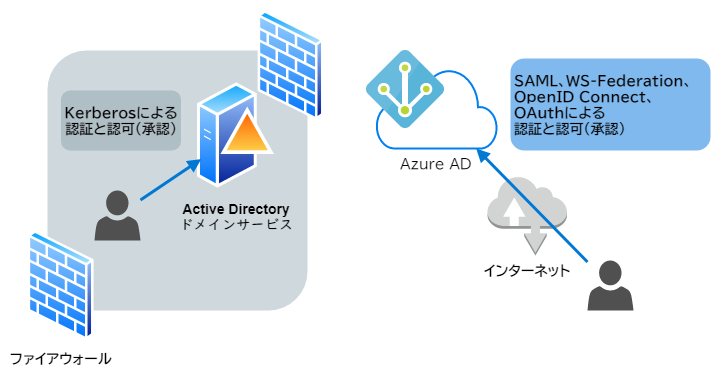 Kerberosによる
認証と認可(承認)
Active Directory
ドメインサービス
ファイアウォール
Azure AD
SAML、WS-Federation、
OpenID Connect、
OAuthによる
認証と認可(承認)
インターネット